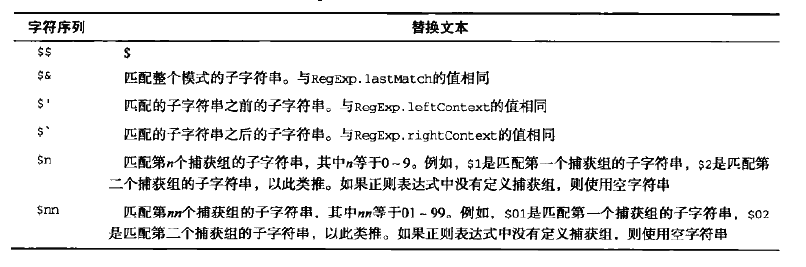 字符序列 替换文本
$$ $
$& 匹配整个模式的子字符串。与RegExp.lastMatch的值相同
$' 匹配的子字符串之前的子字符串。与RegExp.leftContext的值相同
$` 匹配的子字符串之后的子字符串。与RegExp.rightContext的值相同
$n 匹配第n个捕获组的子字符串，其中n等于0～9。例如，$1是匹配第一个捕获组的子字符串，$2是匹配第
二个捕获组的子字符串，以此类推。如果正则表达式中没有定义捕获组，则使用空字符串
$nn 匹配第nn个捕获组的子字符串，其中nn等于01～99。例如，$01是匹配第一个捕获组的子字符串，$02
是匹配第二个捕获组的子字符串，以此类推。如果正则表达式中没有定义捕获组，则使用空字符串